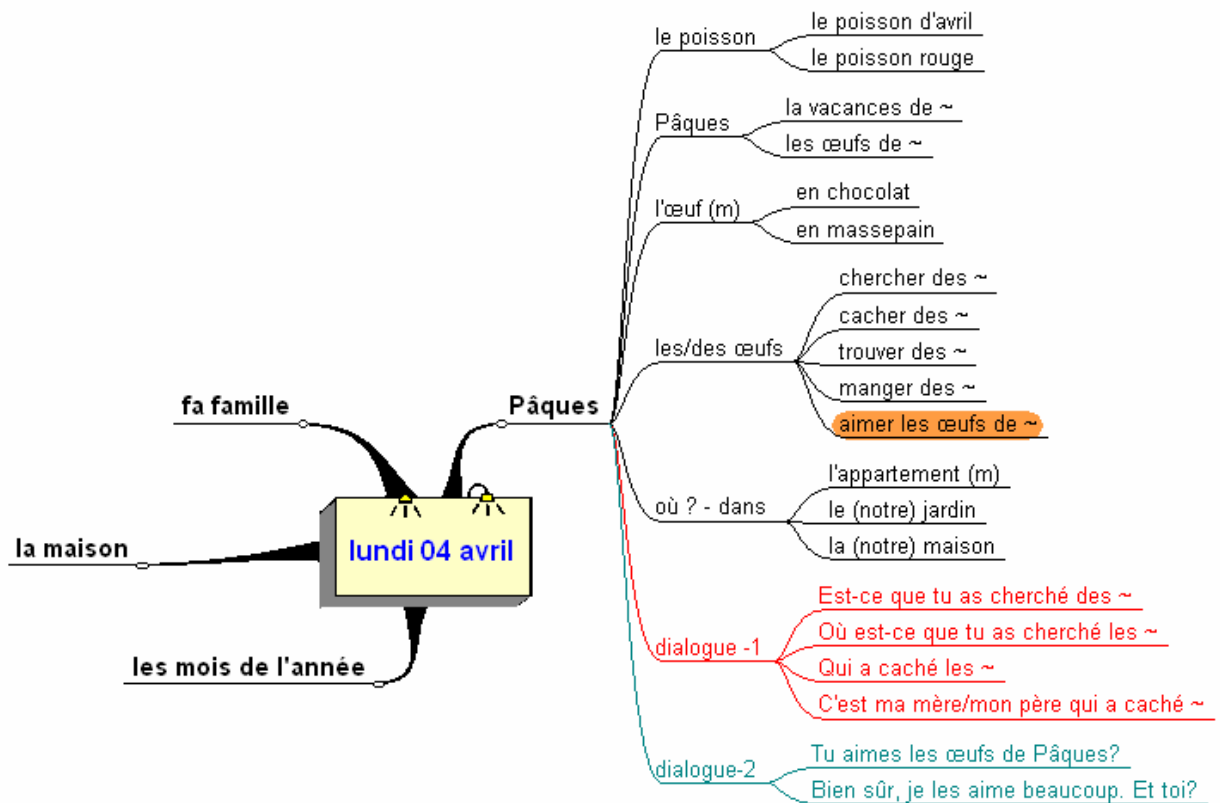 le poisson
le poisson d'avril
le poisson rouge
Pâques
la vacances de ~
les œufs de ~
l'œuf (m)
en chocolat
en massepain
les/des œufs
chercher des ~
cacher des ~
trouver des ~
manger des ~
aimer les œufs de ~
fa famille
Pâques
où ? - dans
l'appartement (m)
le (notre) jardin
la (notre) maison
la maison
lundi 04 avril
les mois de l'année
dialogue -1
Est-ce que tu as cherché des ~
Où est-ce que tu as cherché les ~
Qui a caché les ~
C'est ma mère/mon père qui a caché ~
dialogue-2
Tu aimes les œufs de Pâques?
Bien sûr, je les aime beaucoup. Et toi?